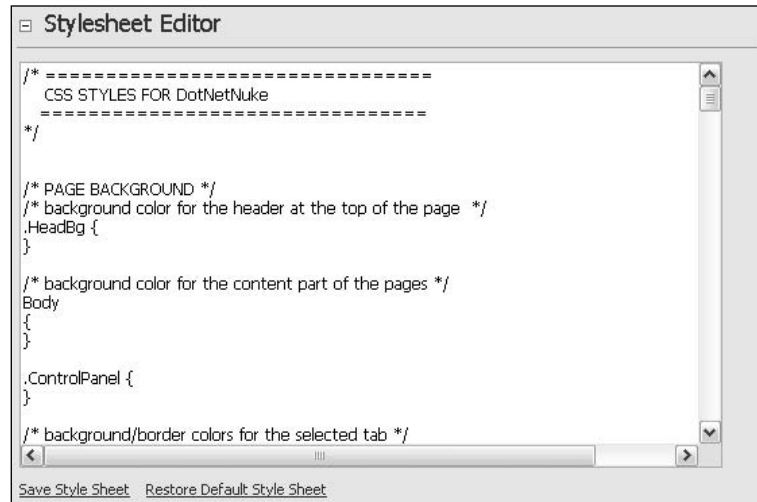 Stylesheet Editor
/* ================================
CSS STYLES FOR DotNetNuke
================================
*/
/* PAGE BACKGROUND */
/* background color for the header at the top of the page  */
.HeadBg {
}
/* background color for the content part of the pages */
Body
{
}
.ControlPanel {
}
/* background/border colors for the selected tab */
Save Style Sheet   Restore Default Style Sheet